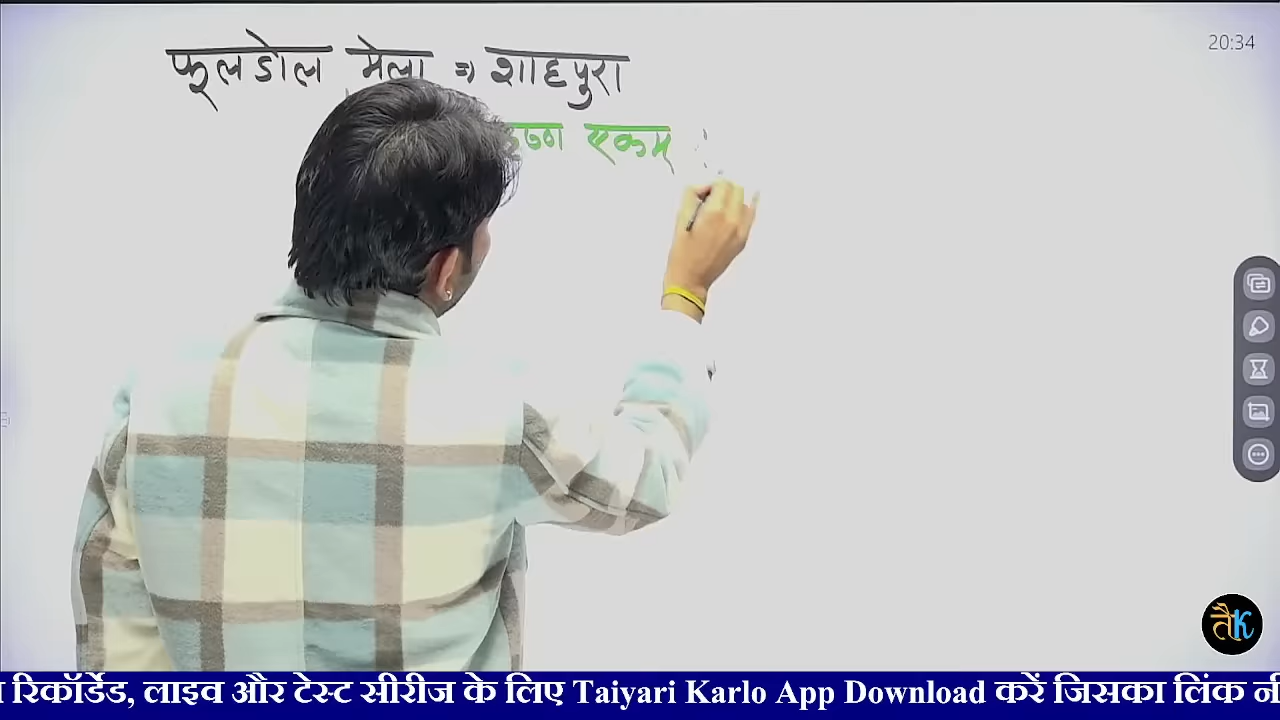 फूलडोल मेला ⇒ शाहपुरा
20:34
एकम
रिकॉर्डेड, लाइव और टेस्ट सीरीज के लिए Taiyari Karlo App Download करें जिसका लिंक
तैK